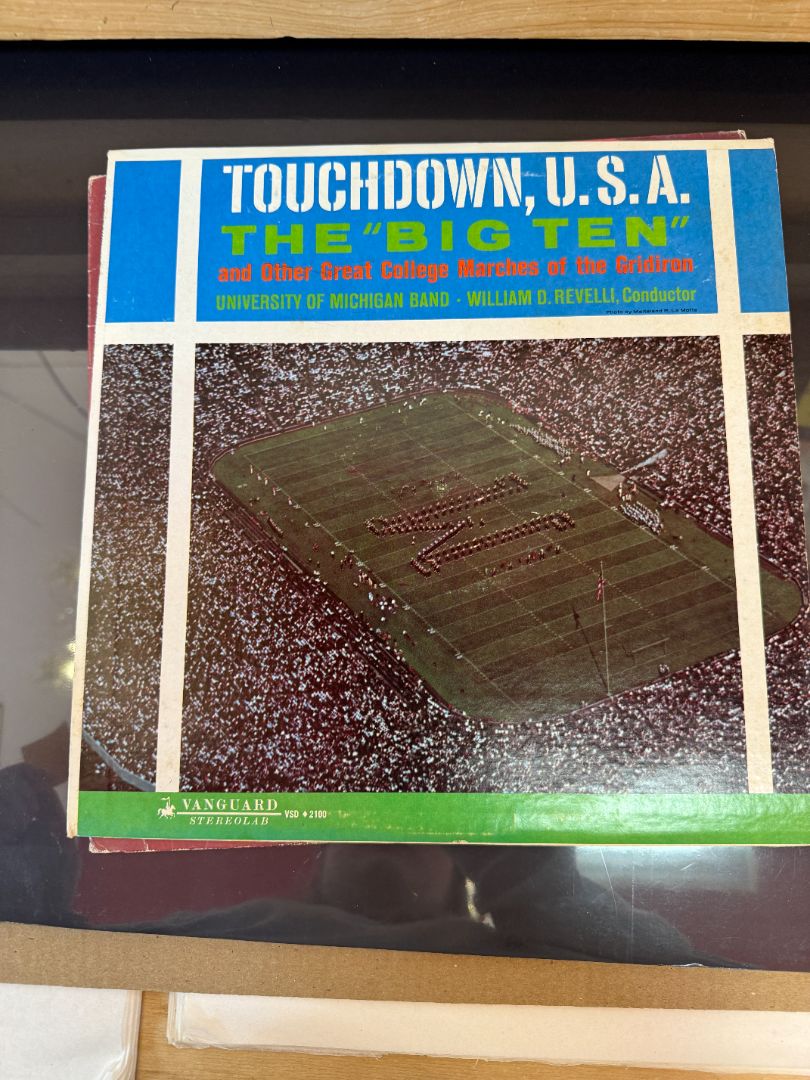 TOUCHDOWN, U.S.A.
THE "BIG TEN"
and Other Great College Marches of the Gridiron
UNIVERSITY OF MICHIGAN BAND · WILLIAM D. REVELLI, Conductor
VANGUARD
STEREOLAB
VSD ♦ 2100